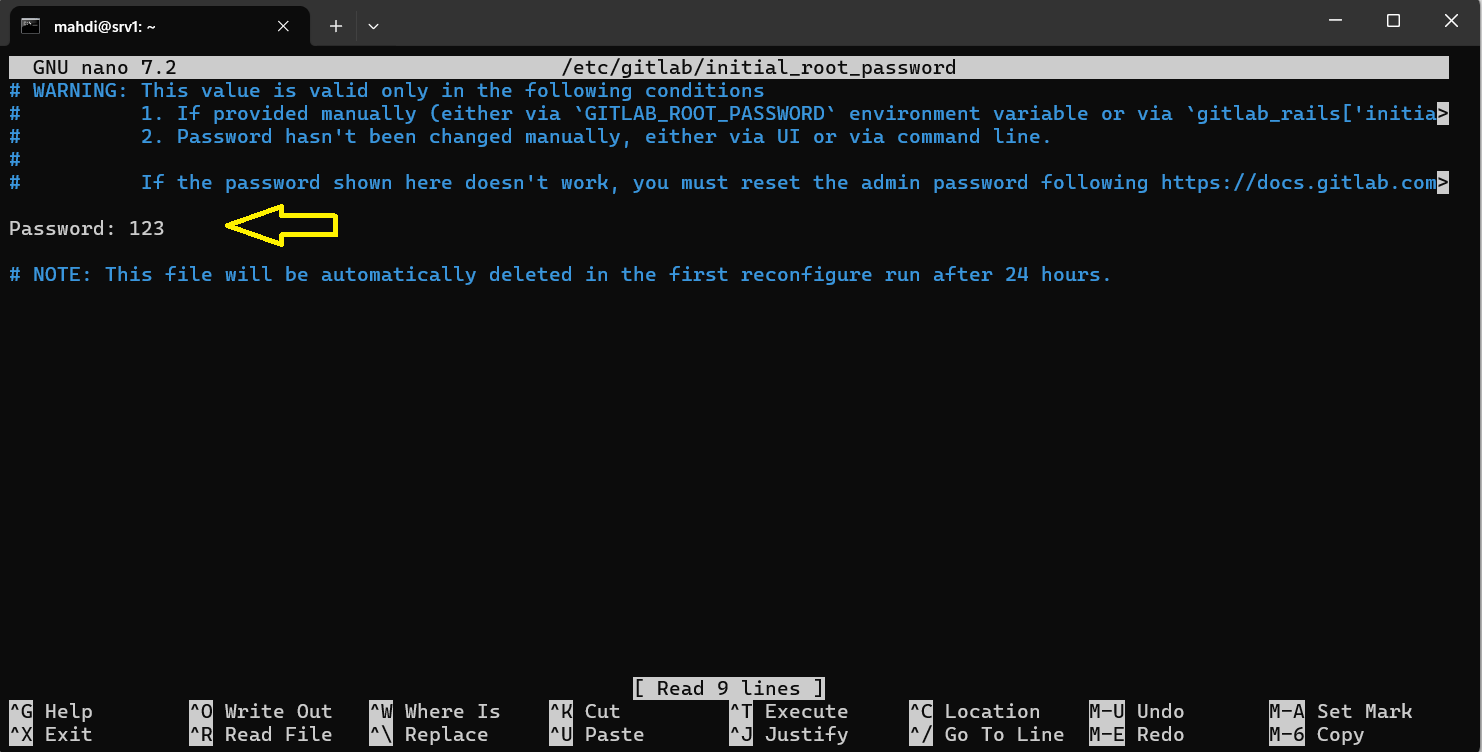 mahdi@srv1: ~
GNU nano 7.2 /etc/gitlab/initial_root_password
# WARNING: This value is valid only in the following conditions
# 1. If provided manually (either via `GITLAB_ROOT_PASSWORD` environment variable or via `gitlab_rails['initia>
# 2. Password hasn't been changed manually, either via UI or via command line.
#
# If the password shown here doesn't work, you must reset the admin password following https://docs.gitlab.com>
Password: 123
# NOTE: This file will be automatically deleted in the first reconfigure run after 24 hours.
[ Read 9 lines ]
^G Help ^O Write Out ^W Where Is ^K Cut ^T Execute ^C Location M-U Undo M-A Set Mark
^X Exit ^R Read File ^\ Replace ^U Paste ^J Justify ^/ Go To Line M-E Redo M-6 Copy